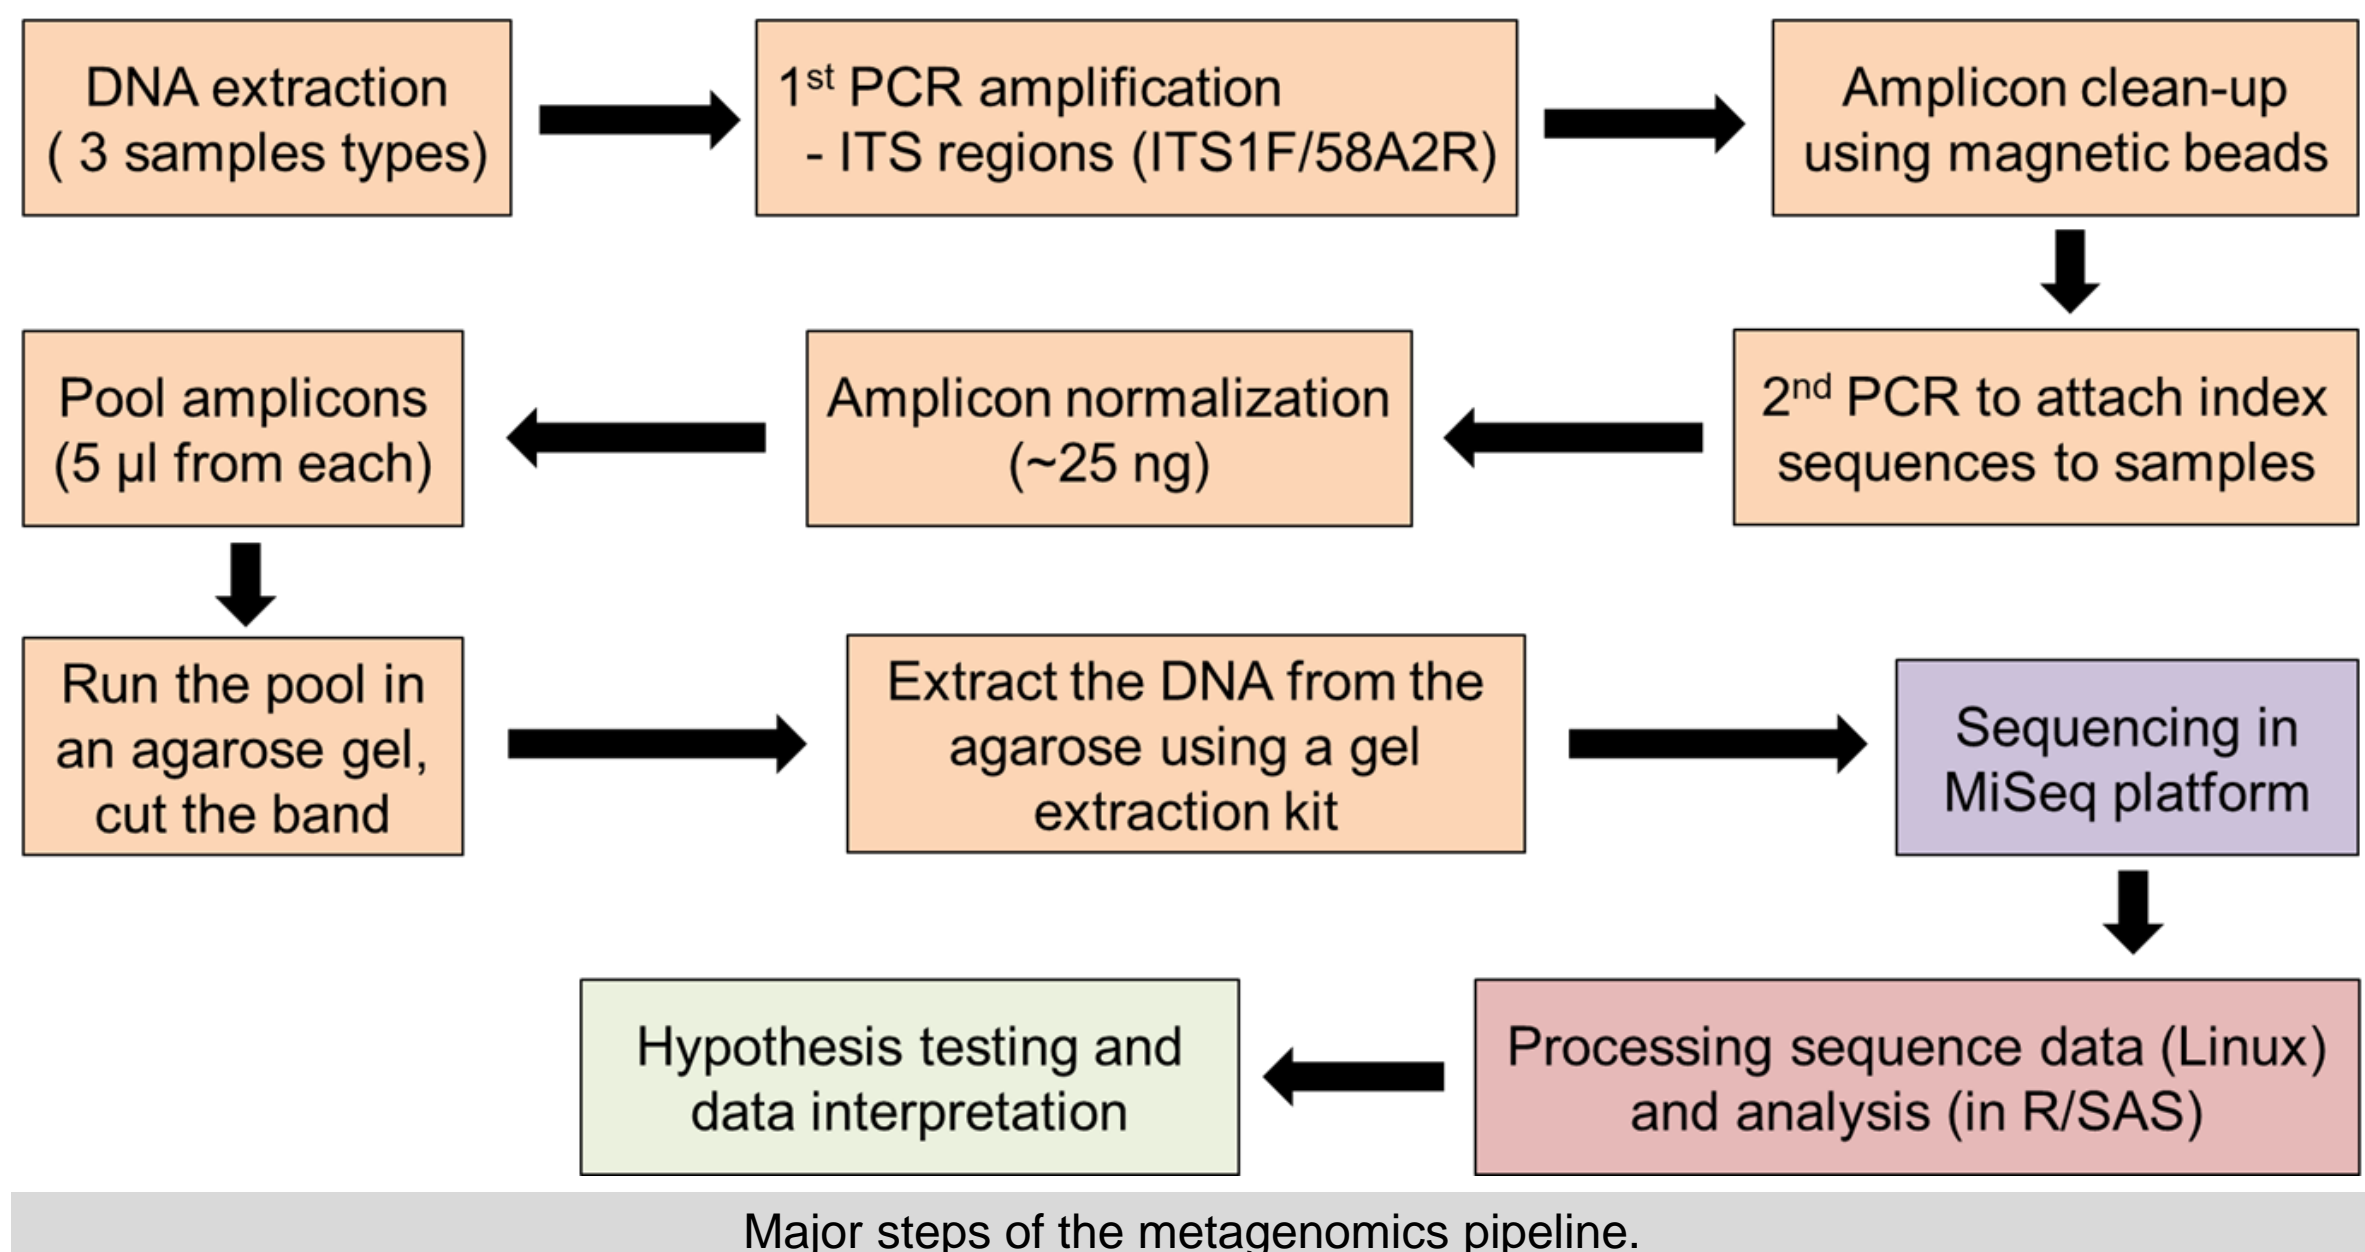 DNA extraction
( 3 samples types)
1st PCR amplification
- ITS regions (ITS1F/58A2R)
Amplicon clean-up
using magnetic beads
2nd PCR to attach index
sequences to samples
Amplicon normalization
(~25 ng)
Pool amplicons
(5 µl from each)
Run the pool in
an agarose gel,
cut the band
Extract the DNA from the
agarose using a gel
extraction kit
Sequencing in
MiSeq platform
Processing sequence data (Linux)
and analysis (in R/SAS)
Hypothesis testing and
data interpretation
Major steps of the metagenomics pipeline.